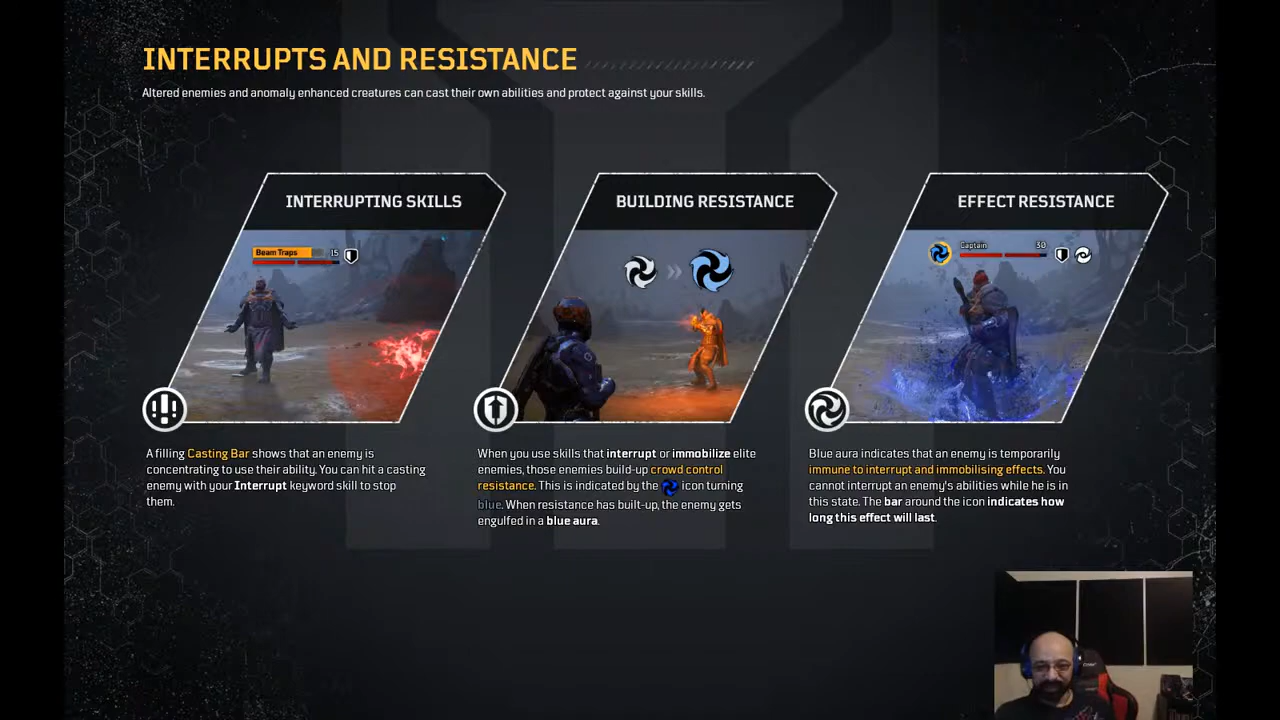 INTERRUPTS AND RESISTANCE
Altered enemies and anomaly enhanced creatures can cast their own abilities and protect against your skills.
INTERRUPTING SKILLS
Beam Traps 15
A filling Casting Bar shows that an enemy is
concentrating to use their ability. You can hit a casting
enemy with your Interrupt keyword skill to stop
them.
BUILDING RESISTANCE
When you use skills that interrupt or immobilize elite
enemies, those enemies build-up crowd control
resistance. This is indicated by the icon turning
blue. When resistance has built-up, the enemy gets
engulfed in a blue aura.
EFFECT RESISTANCE
Captain 30
Blue aura indicates that an enemy is temporarily
immune to interrupt and immobilising effects. You
cannot interrupt an enemy's abilities while he is in
this state. The bar around the icon indicates how
long this effect will last.